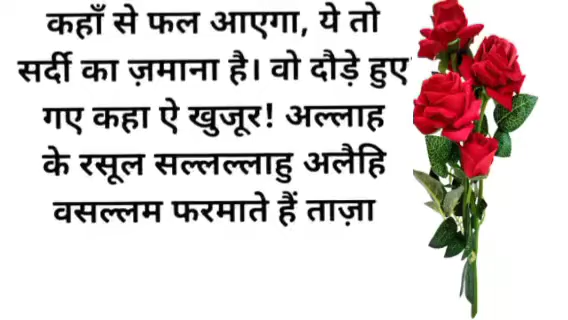 कहाँ से फल आएगा, ये तो
सर्दी का ज़माना है। वो दौड़े हुए
गए कहा ऐ खुजूर! अल्लाह
के रसूल सल्लल्लाहु अलैहि
वसल्लम फरमाते हैं ताज़ा